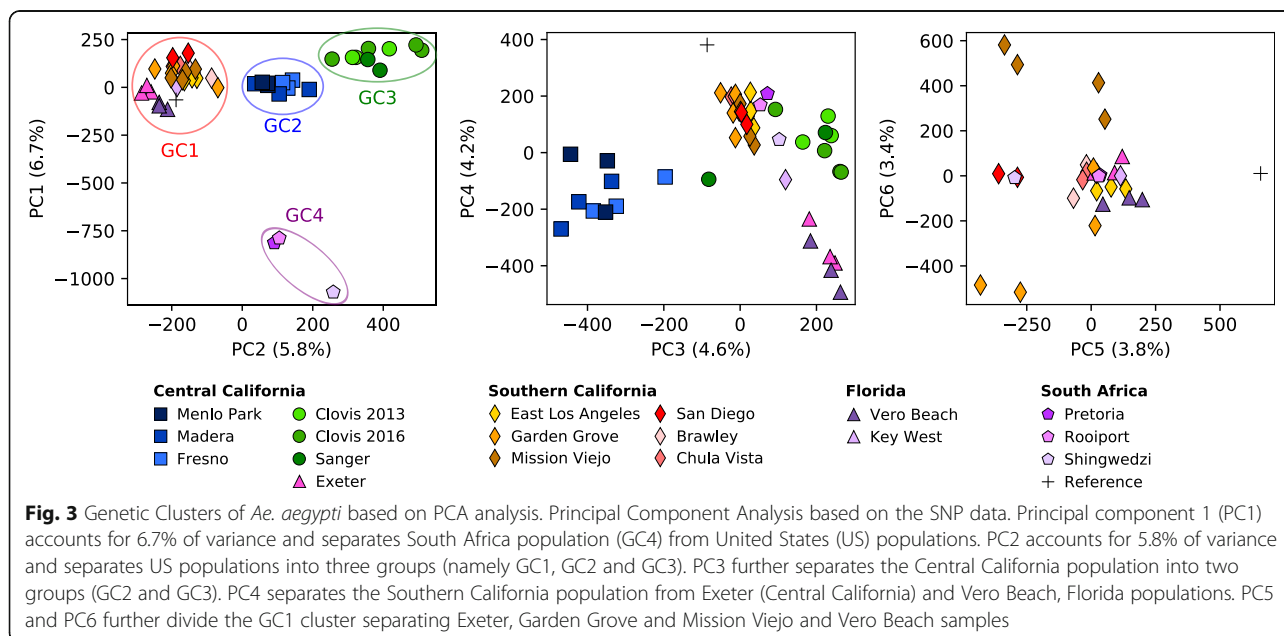 250
0
−250
−500
−750
−1000
PC1 (6.7%)
−200 0 200 400
PC2 (5.8%)
GC1
GC2
GC3
GC4
400
200
0
−200
−400
PC4 (4.2%)
−400 −200 0 200
PC3 (4.6%)
600
400
200
0
−200
−400
PC6 (3.4%)
−250 0 250 500
PC5 (3.8%)
Central California
Menlo Park
Madera
Fresno
Clovis 2013
Clovis 2016
Sanger
Exeter
Southern California
East Los Angeles
Garden Grove
Mission Viejo
San Diego
Brawley
Chula Vista
Florida
Vero Beach
Key West
South Africa
Pretoria
Rooiport
Shingwedzi
Reference
Fig. 3 Genetic Clusters of Ae. aegypti based on PCA analysis. Principal Component Analysis based on the SNP data. Principal component 1 (PC1)
accounts for 6.7% of variance and separates South Africa population (GC4) from United States (US) populations. PC2 accounts for 5.8% of variance
and separates US populations into three groups (namely GC1, GC2 and GC3). PC3 further separates the Central California population into two
groups (GC2 and GC3). PC4 separates the Southern California population from Exeter (Central California) and Vero Beach, Florida populations. PC5
and PC6 further divide the GC1 cluster separating Exeter, Garden Grove and Mission Viejo and Vero Beach samples